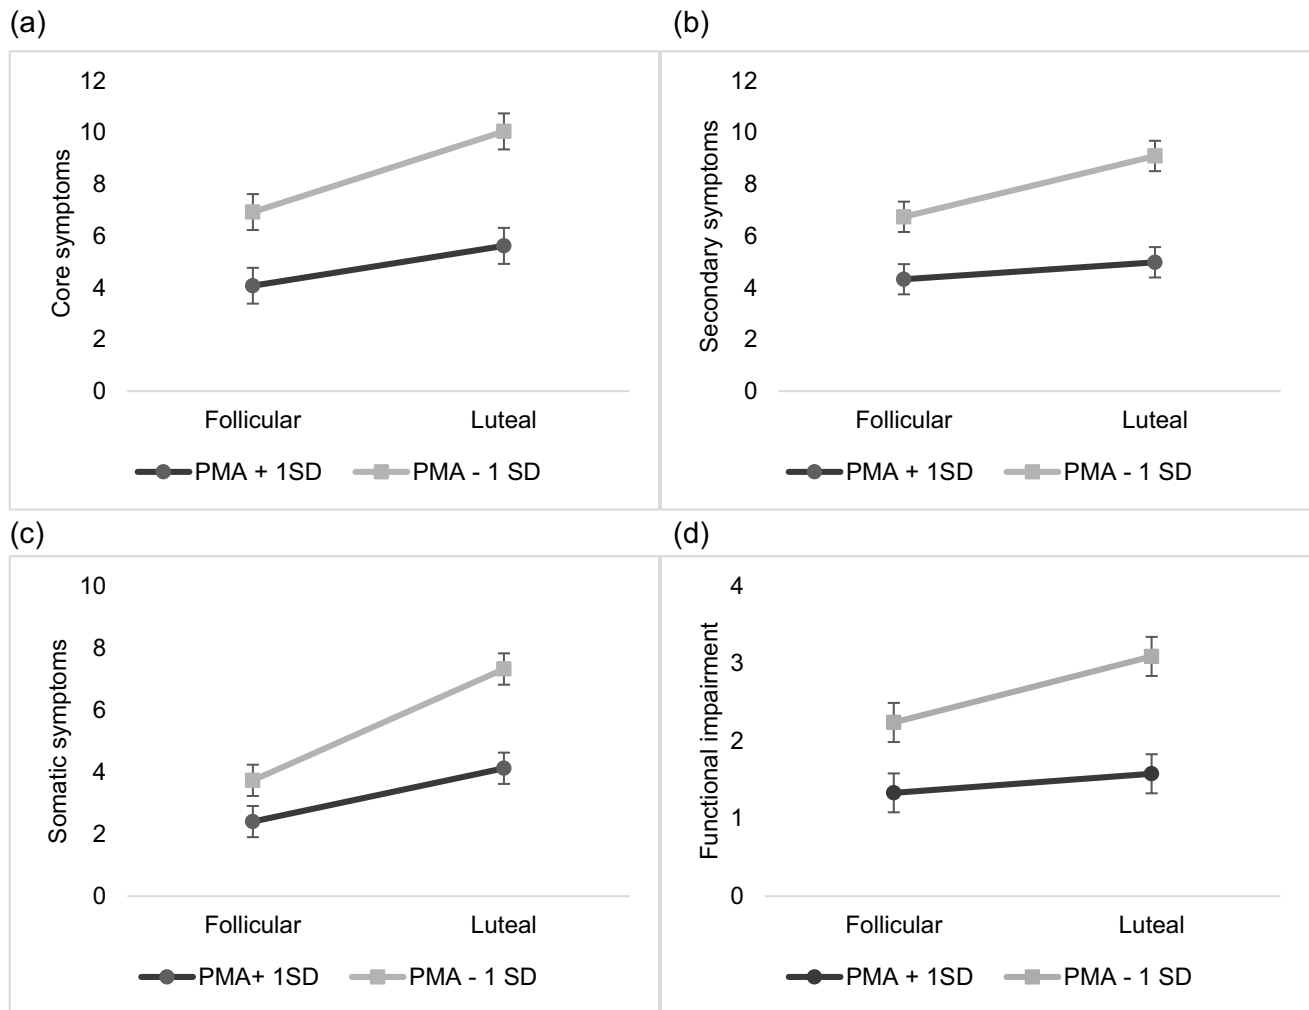 (a)
12
10
8
6
4
2
0
Core symptoms
Follicular Luteal
PMA + 1SD PMA - 1 SD
(b)
12
10
8
6
4
2
0
Secondary symptoms
Follicular Luteal
PMA + 1SD PMA - 1 SD
(c)
10
8
6
4
2
0
Somatic symptoms
Follicular Luteal
PMA+ 1SD PMA - 1 SD
(d)
4
3
2
1
0
Functional impairment
Follicular Luteal
PMA + 1SD PMA - 1 SD